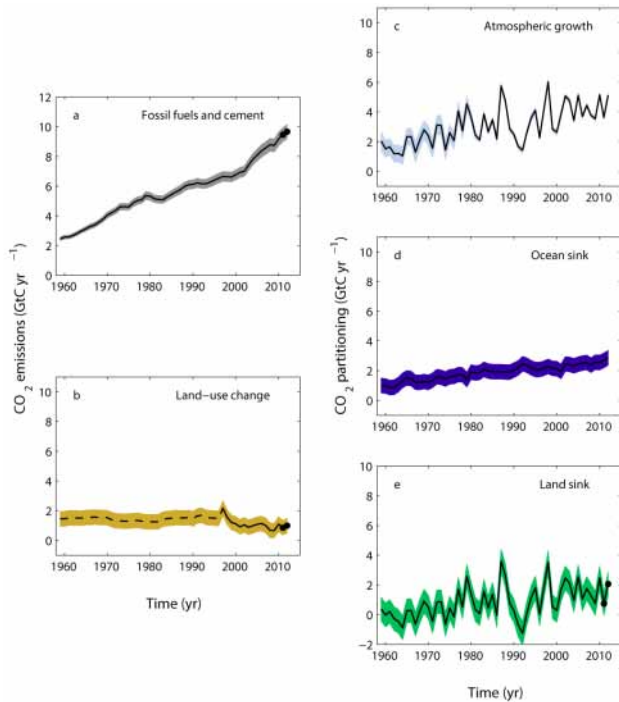 a Fossil fuels and cement
12
10
8
6
4
2
0
1960 1970 1980 1990 2000 2010
CO2 emissions (GtC yr −1)
b Land−use change
10
8
6
4
2
0
1960 1970 1980 1990 2000 2010
Time (yr)
c Atmospheric growth
10
8
6
4
2
0
1960 1970 1980 1990 2000 2010
CO2 partitioning (GtC yr −1)
d Ocean sink
10
8
6
4
2
0
1960 1970 1980 1990 2000 2010
e Land sink
10
8
6
4
2
0
−2
1960 1970 1980 1990 2000 2010
Time (yr)